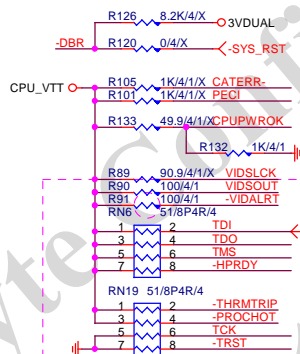 R126 8.2K/4/X 3VDUAL
-DBR R120 0/4/X -SYS_RST
CPU_VTT R105 1K/4/1/X CATERR-
R101 1K/4/1/X PECI
R133 49.9/4/1/X CPUPWROK
R132 1K/4/1
R89 90.9/4/1/X VIDSLCK
R90 100/4/1 VIDSOUT
R91 100/4/1 -VIDALRT
RN6 51/8P4R/4
1 2 TDI
3 4 TDO
5 6 TMS
7 8 -HPRDY
RN19 51/8P4R/4
1 2 -THRMTRIP
3 4 -PROCHOT
5 6 TCK
7 8 -TRST